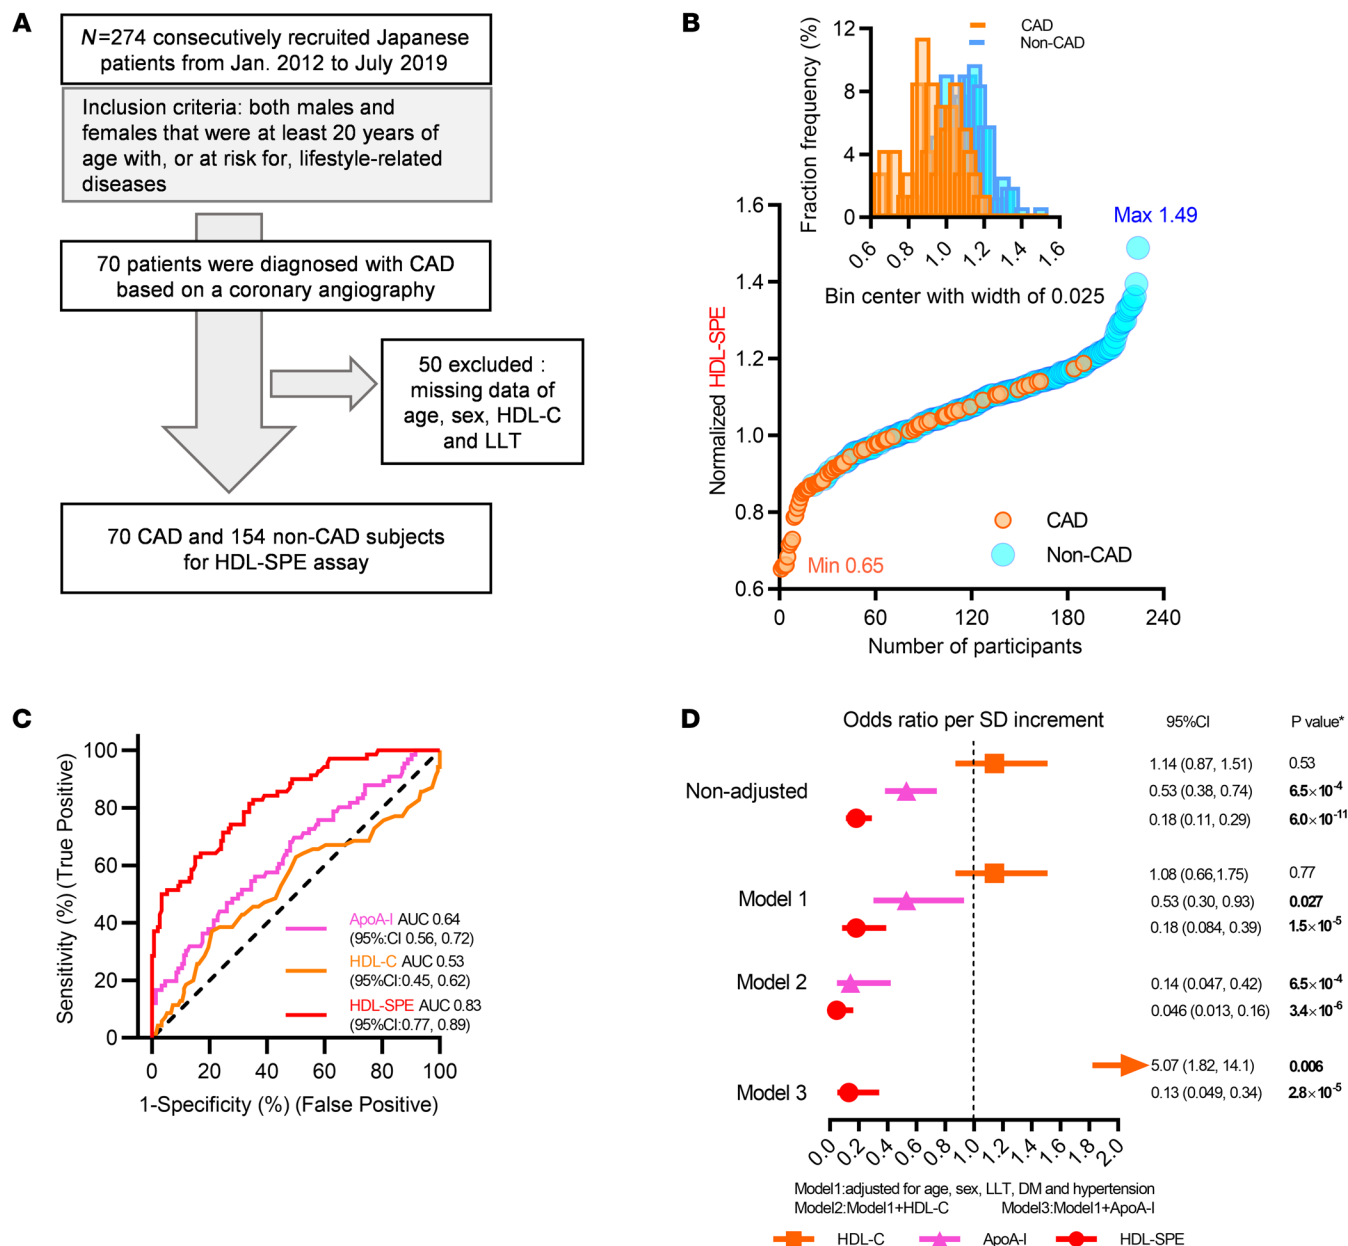 A
N=274 consecutively recruited Japanese
patients from Jan. 2012 to July 2019
Inclusion criteria: both males and
females that were at least 20 years of
age with, or at risk for, lifestyle-related
diseases
70 patients were diagnosed with CAD
based on a coronary angiography
50 excluded :
missing data of
age, sex, HDL-C
and LLT
70 CAD and 154 non-CAD subjects
for HDL-SPE assay
B
Fraction frequency (%)
12
8
4
0
CAD
Non-CAD
0.6
0.8
1.0
1.2
1.4
1.6
Bin center with width of 0.025
Normalized HDL-SPE
1.6
1.4
1.2
1.0
0.8
0.6
Max 1.49
Min 0.65
CAD
Non-CAD
0
60
120
180
240
Number of participants
C
Sensitivity (%) (True Positive)
100
80
60
40
20
0
ApoA-I AUC 0.64
(95%:CI 0.56, 0.72)
HDL-C AUC 0.53
(95%CI:0.45, 0.62)
HDL-SPE AUC 0.83
(95%CI:0.77, 0.89)
0
20
40
60
80
100
1-Specificity (%) (False Positive)
D
Odds ratio per SD increment
95%CI
P value*
1.14 (0.87, 1.51)
0.53
Non-adjusted
0.53 (0.38, 0.74)
6.5×10-4
0.18 (0.11, 0.29)
6.0×10-11
1.08 (0.66,1.75)
0.77
Model 1
0.53 (0.30, 0.93)
0.027
0.18 (0.084, 0.39)
1.5×10-5
Model 2
0.14 (0.047, 0.42)
6.5×10-4
0.046 (0.013, 0.16)
3.4×10-6
5.07 (1.82, 14.1)
0.006
Model 3
0.13 (0.049, 0.34)
2.8×10-5
0.0
0.2
0.4
0.6
0.8
1.0
1.2
1.4
1.6
1.8
2.0
Model1:adjusted for age, sex, LLT, DM and hypertension
Model2:Model1+HDL-C
Model3:Model1+ApoA-I
HDL-C
ApoA-I
HDL-SPE